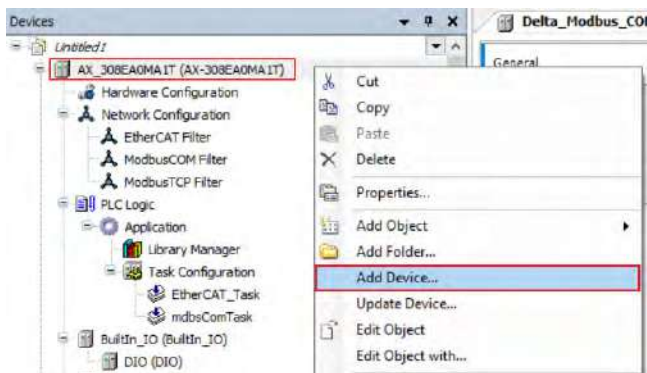 Devices
Untitled1
AX_308EA0MA1T (AX-308EA0MA1T)
Hardware Configuration
Network Configuration
EtherCAT Filter
ModbusCOM Filter
ModbusTCP Filter
PLC Logic
Application
Library Manager
Task Configuration
EtherCAT_Task
mdbsComTask
BuiltIn_IO (BuiltIn_IO)
DIO (DIO)
Delta_Modbus_CO
General
Cut
Copy
Paste
Delete
Properties...
Add Object
Add Folder...
Add Device...
Update Device...
Edit Object
Edit Object with...